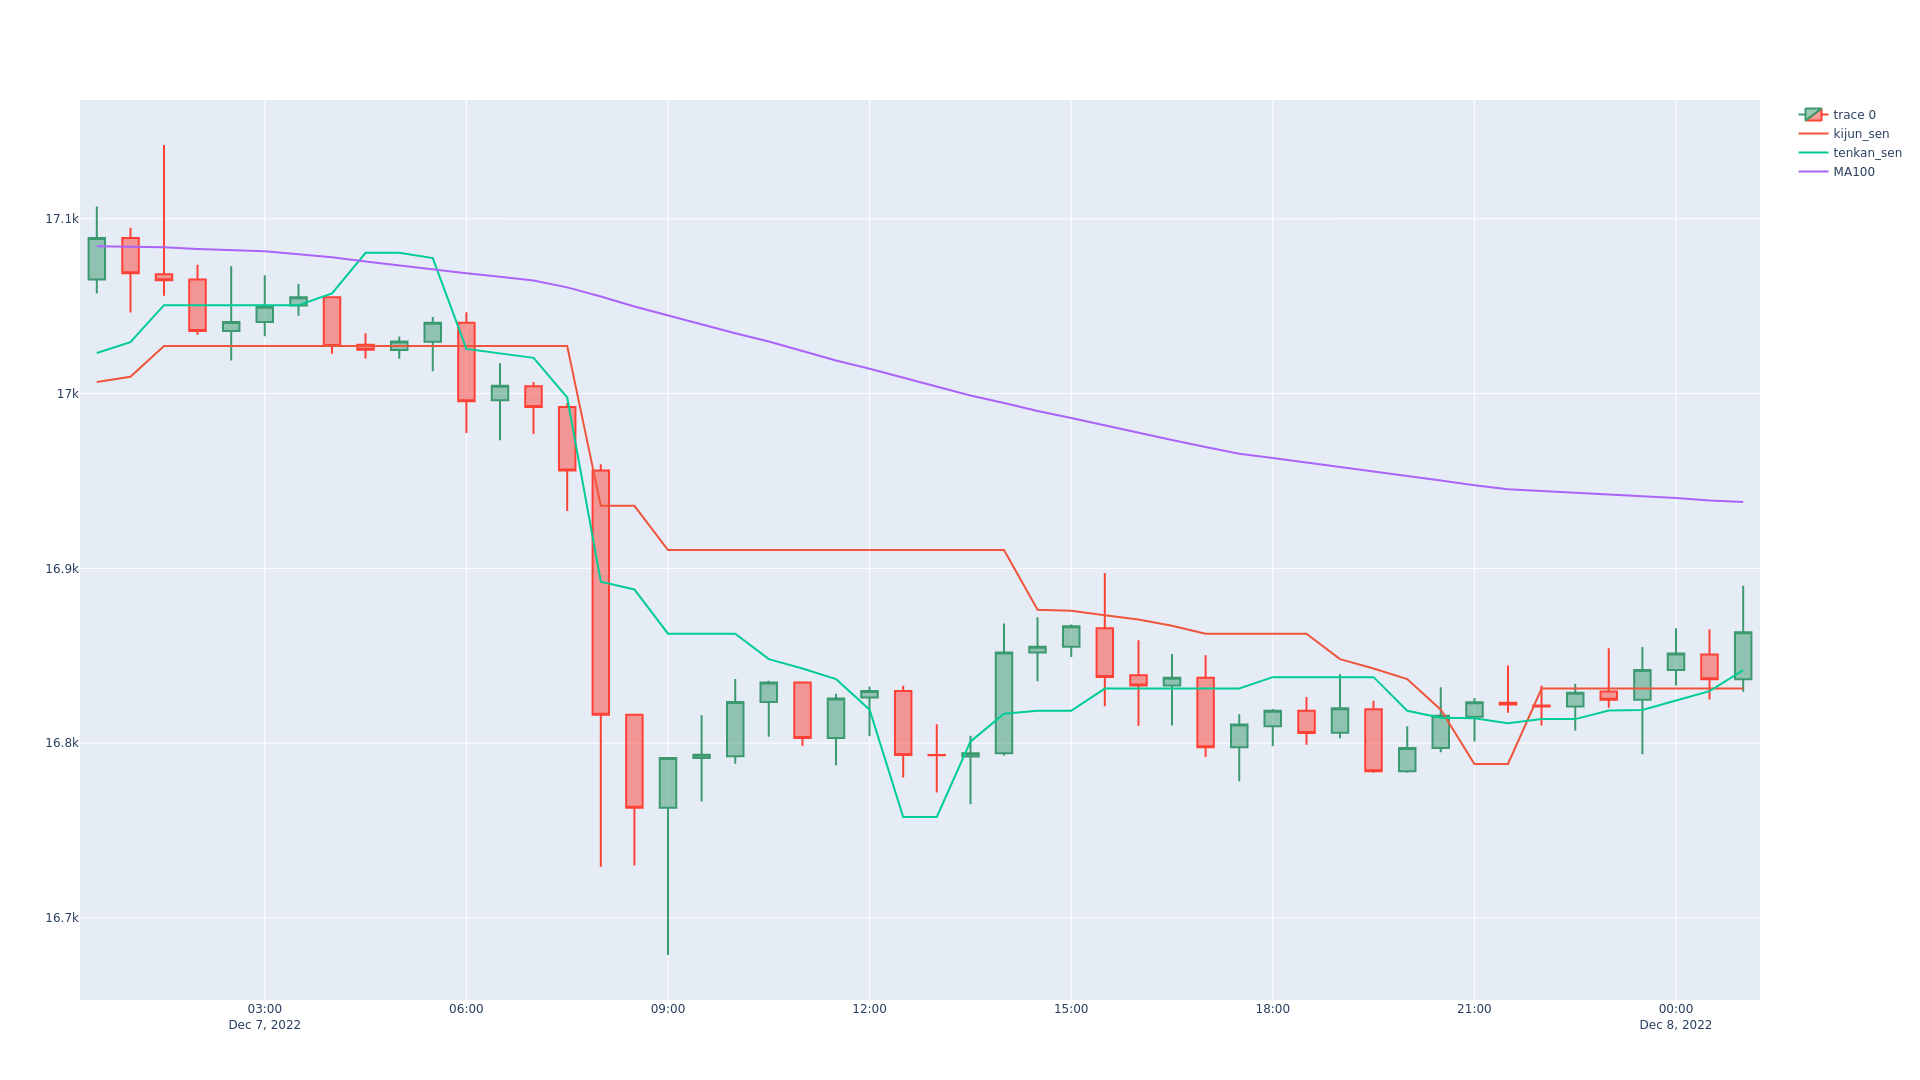 trace 0
kijun_sen
tenkan_sen
MA100
17.1k
17k
16.9k
16.8k
16.7k
03:00 06:00 09:00 12:00 15:00 18:00 21:00 00:00
Dec 7, 2022 Dec 8, 2022